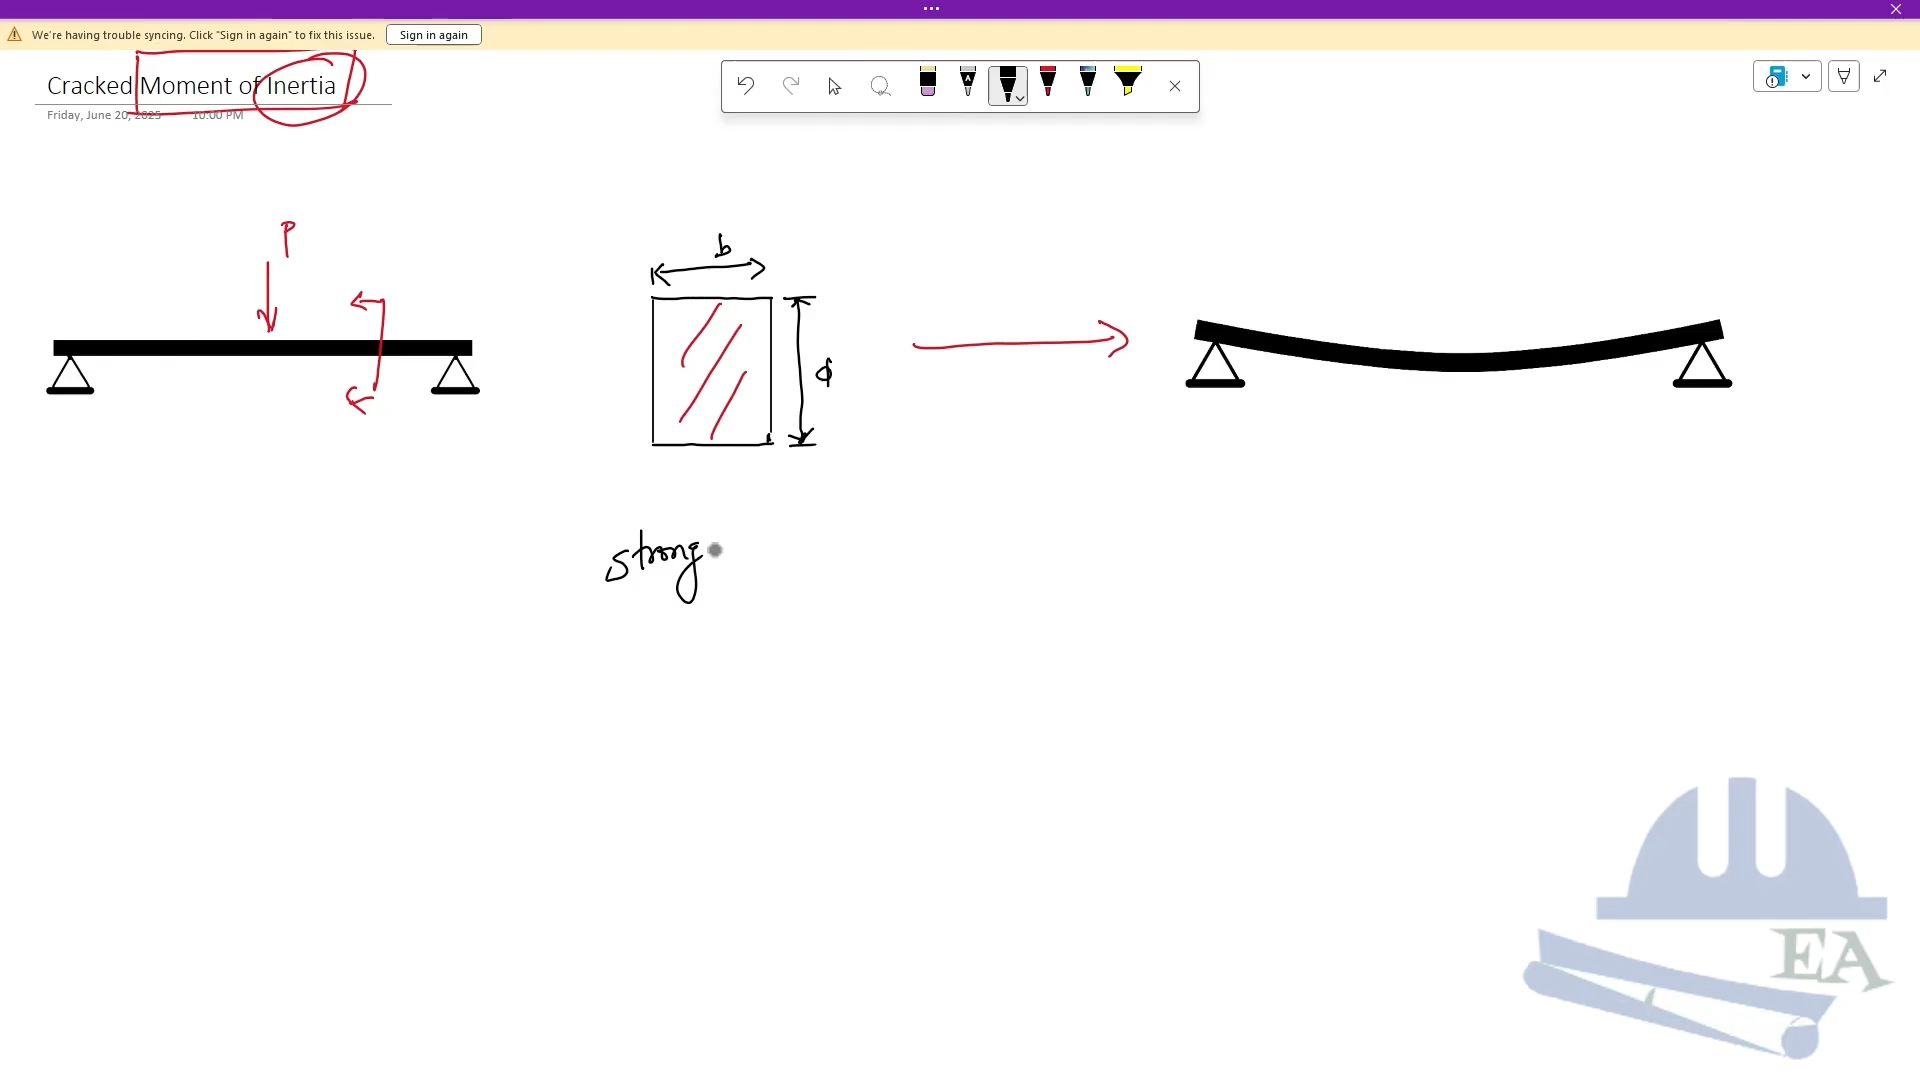 We're having trouble syncing. Click "Sign in again" to fix this issue.
Sign in again
Cracked Moment of Inertia
Friday, June 20, 2025 10:00 PM
A
P
b
d
strong
EA